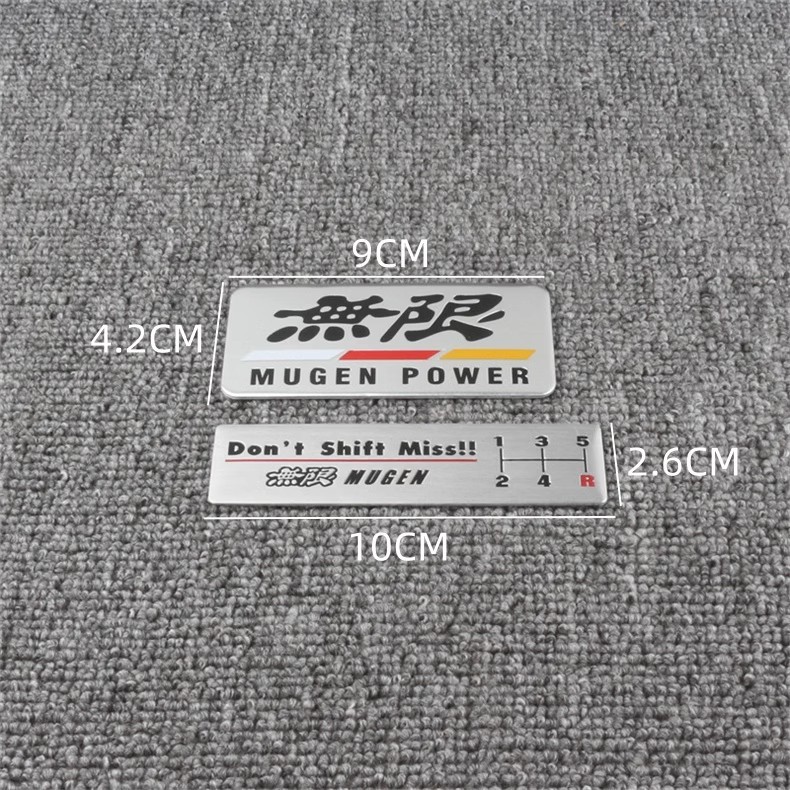 9CM
4.2CM
無限
MUGEN POWER
Don't Shift Miss!!
無限 MUGEN
1 3 5
2 4 R
2.6CM
10CM